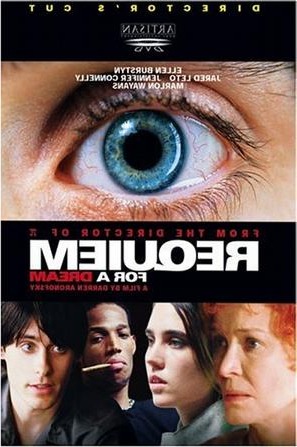 DIRECTOR'S CUT
ARTISAN
DVD
ELLEN BURSTYN
JARED LETO JENNIFER CONNELLY
MARLON WAYANS
FROM THE DIRECTOR OF π
REQUIEM
FOR A DREAM
A FILM BY DARREN ARONOFSKY